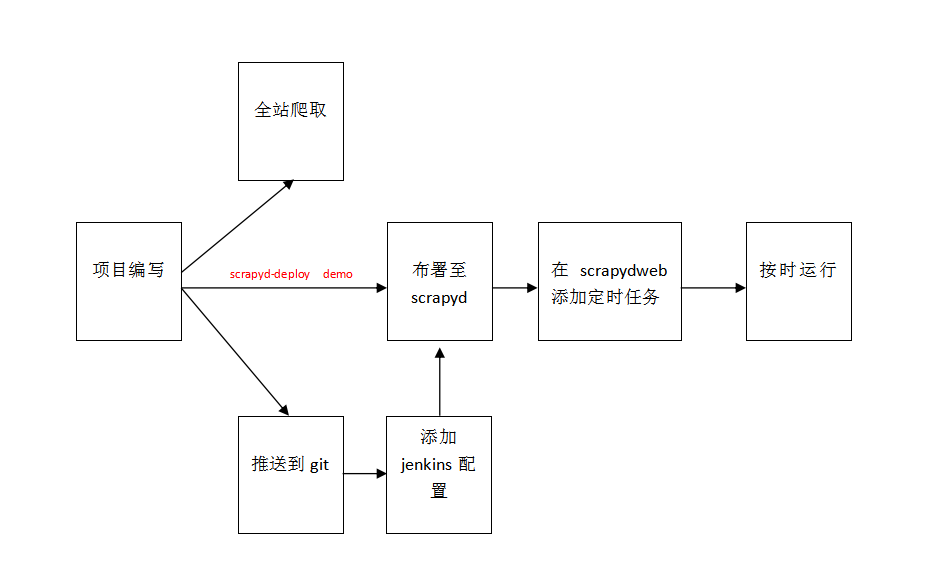 全站爬取
项目编写
scrapyd-deploy demo
布署至
scrapyd
在 scrapydweb
添加定时任务
按时运行
推送到 git
添加
jenkins 配
置